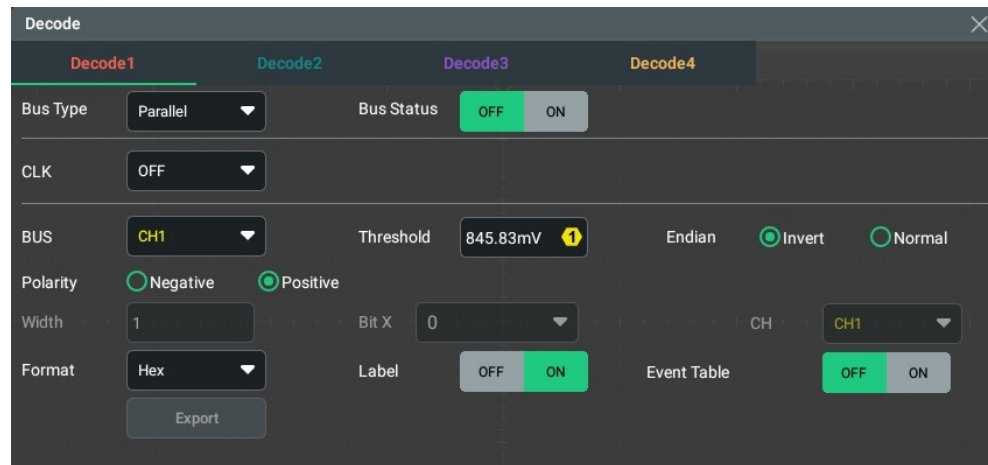 Decode
Decode1 Decode2 Decode3 Decode4
Bus Type Parallel Bus Status OFF ON
CLK OFF
BUS CH1 Threshold 845.83mV 1 Endian Invert Normal
Polarity Negative Positive
Width 1 Bit X 0 CH CH1
Format Hex Label OFF ON Event Table OFF ON
Export